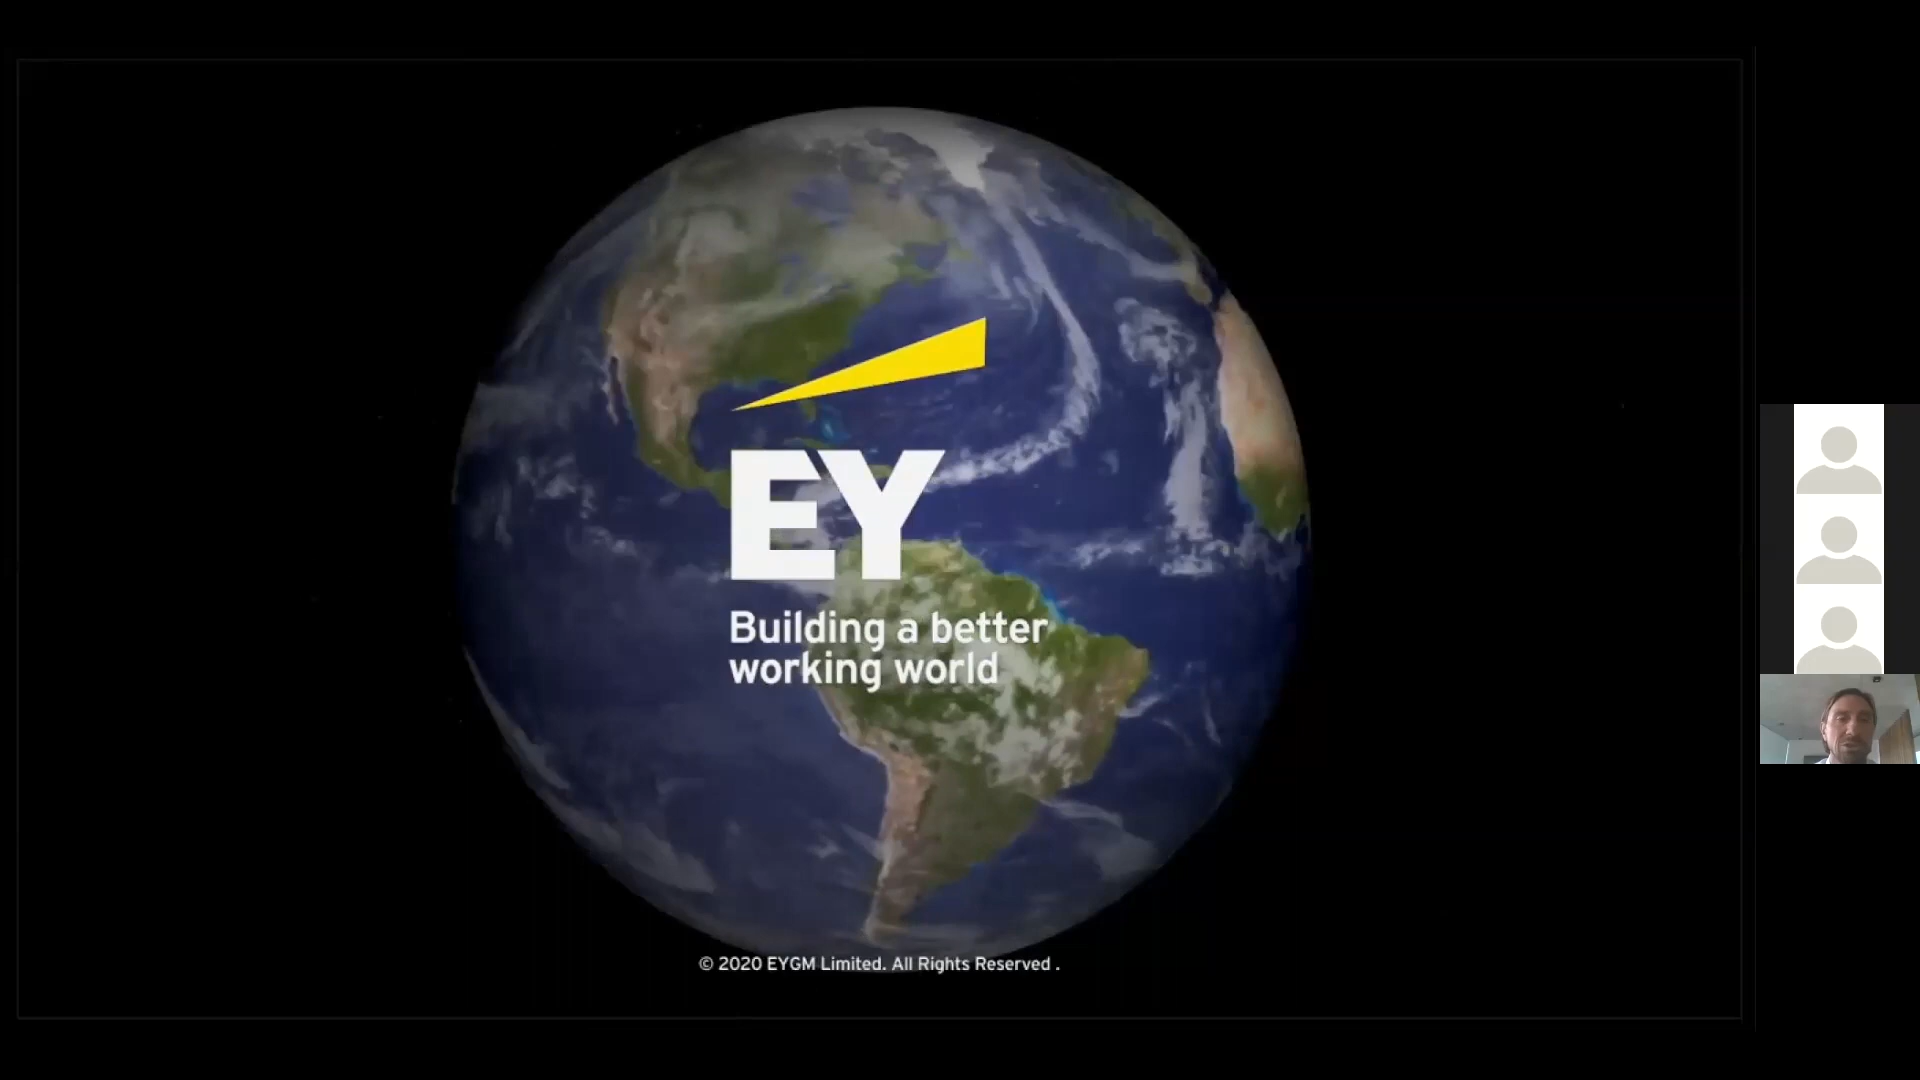 EY
Building a better
working world
© 2020 EYGM Limited. All Rights Reserved .